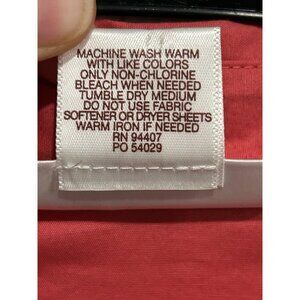 MACHINE WASH WARM
WITH LIKE COLORS
ONLY NON-CHLORINE
BLEACH WHEN NEEDED
TUMBLE DRY MEDIUM
DO NOT USE FABRIC
SOFTENER OR DRYER SHEETS
WARM IRON IF NEEDED
RN 94407
PO 54029